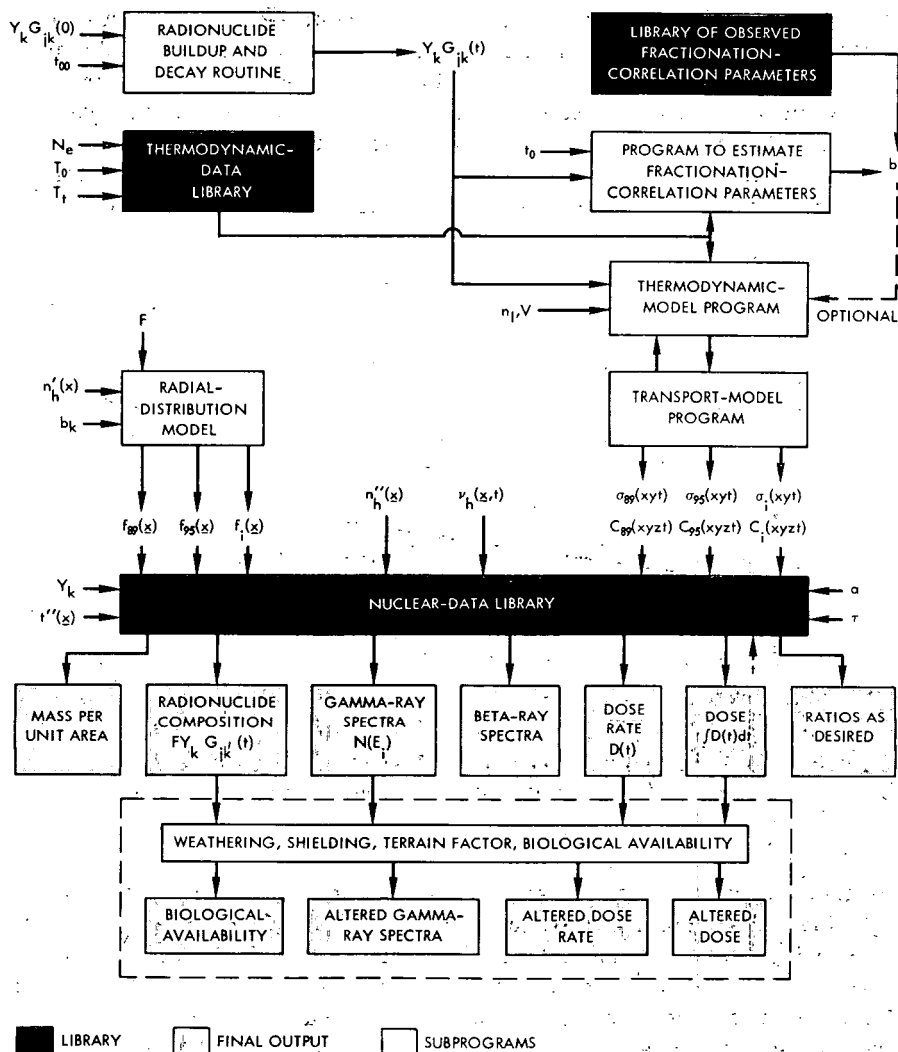 Y_k G_jk(0)
t_00
RADIONUCLIDE
BUILDUP AND
DECAY ROUTINE
Y_k G_jk(t)
LIBRARY OF OBSERVED
FRACTIONATION-
CORRELATION PARAMETERS
N_e
T_0
T_t
THERMODYNAMIC-
DATA
LIBRARY
t_0
PROGRAM TO ESTIMATE
FRACTIONATION-
CORRELATION PARAMETERS
b
n_l, V
THERMODYNAMIC-
MODEL PROGRAM
OPTIONAL
F
n'_h(x)
b_k
RADIAL-
DISTRIBUTION
MODEL
TRANSPORT-MODEL
PROGRAM
f_89(x) f_95(x) f_i(x)
n''_h(x)
ν_h(x,t)
σ_89(xyt) σ_95(xyt) σ_i(xyt)
C_89(xyzt) C_95(xyzt) C_i(xyzt)
Y_k
t''(x)
NUCLEAR-DATA LIBRARY
a
τ
t
MASS PER
UNIT AREA
RADIONUCLIDE
COMPOSITION
FY_k G_jk'(t)
GAMMA-RAY
SPECTRA
N(E_i)
BETA-RAY
SPECTRA
DOSE
RATE
D(t)
DOSE
∫D(t)dt
RATIOS AS
DESIRED
WEATHERING, SHIELDING, TERRAIN FACTOR, BIOLOGICAL AVAILABILITY
BIOLOGICAL-
AVAILABILITY
ALTERED GAMMA-
RAY SPECTRA
ALTERED DOSE
RATE
ALTERED
DOSE
LIBRARY
FINAL OUTPUT
SUBPROGRAMS